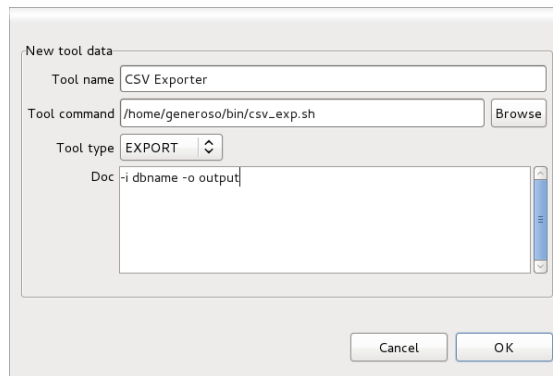 New tool data
Tool name CSV Exporter
Tool command /home/generoso/bin/csv_exp.sh Browse
Tool type EXPORT
Doc -i dbname -o output
Cancel OK